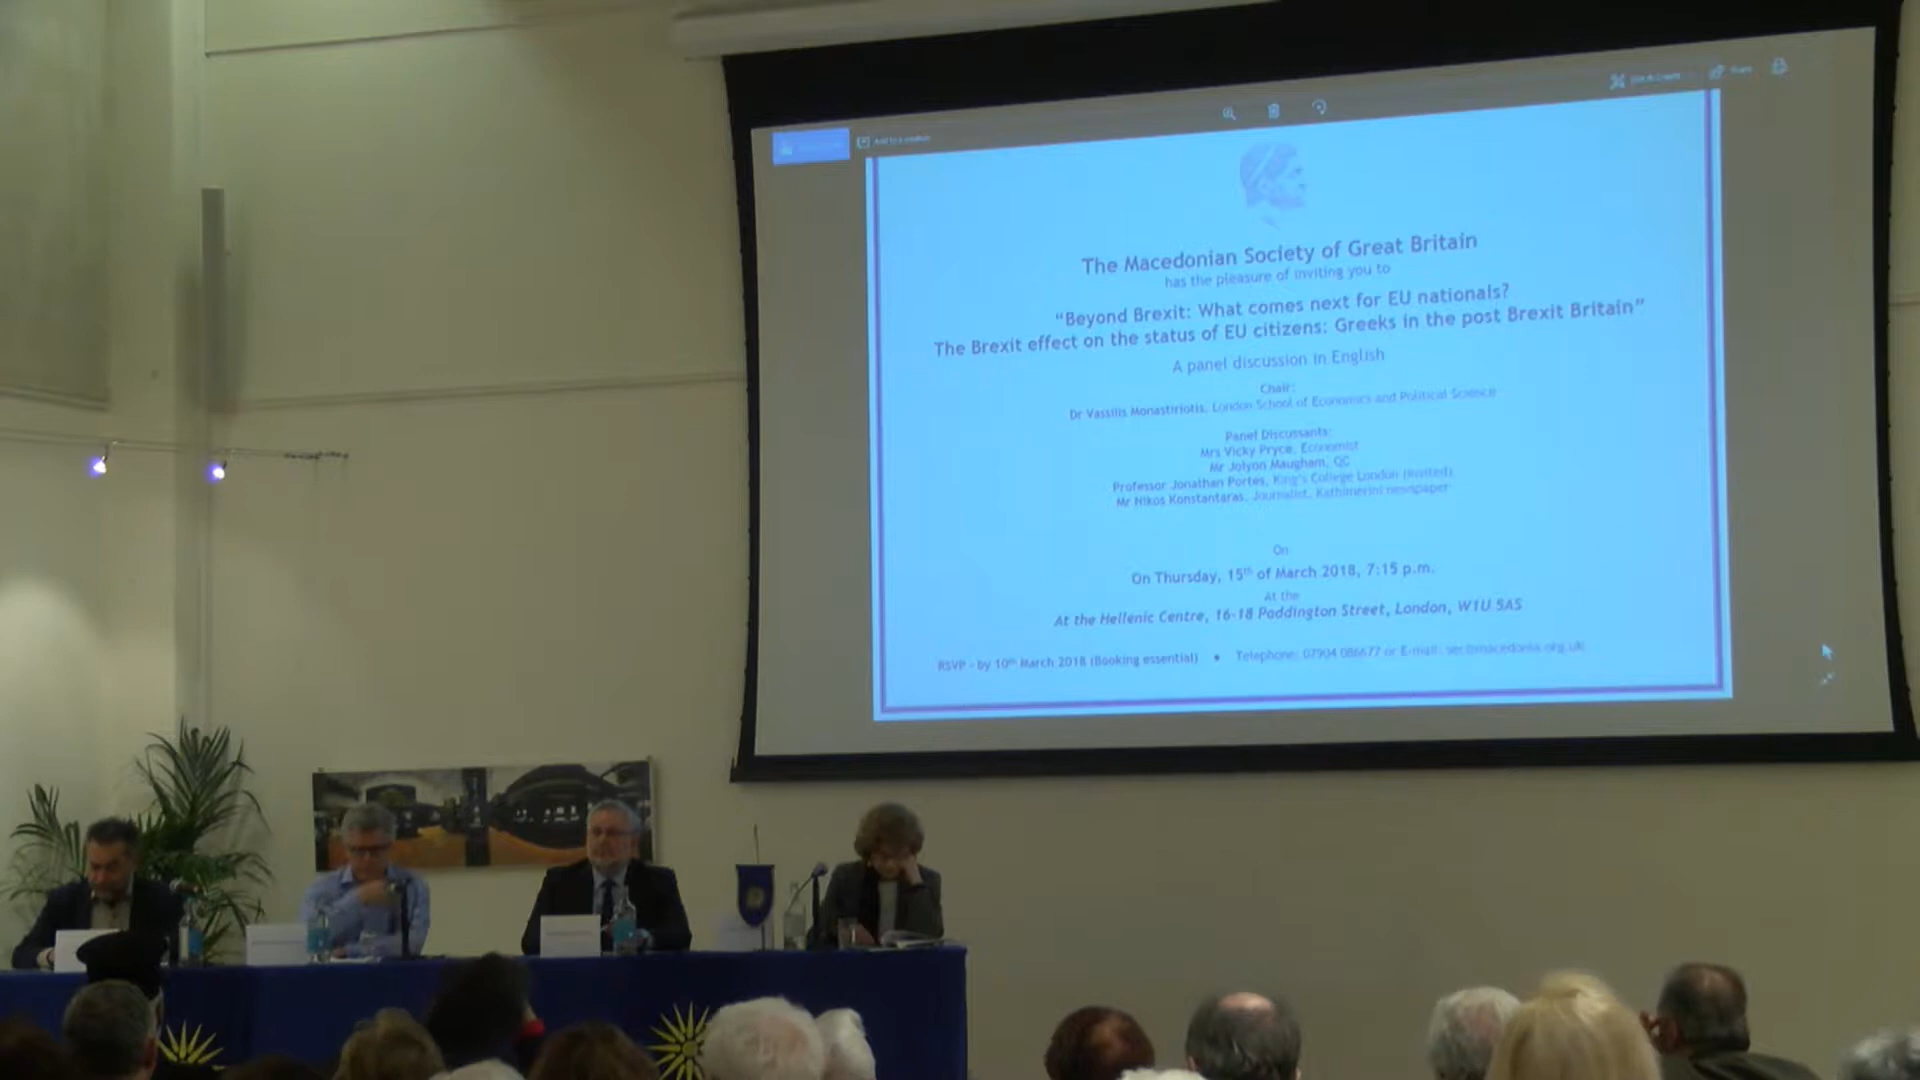 The Macedonian Society of Great Britain
has the pleasure of inviting you to
“Beyond Brexit: What comes next for EU nationals?
The Brexit effect on the status of EU citizens: Greeks in the post Brexit Britain”
A panel discussion in English
Chair:
Dr Vassilis Monastiriotis, London School of Economics and Political Science
Panel Discussants:
Mrs Vicky Pryce, Economist
Mr Jolyon Maugham, QC
Professor Jonathan Portes, King's College London (invited)
Mr Nikos Konstantaras, Journalist, Kathimerini newspaper
On
On Thursday, 15th of March 2018, 7:15 p.m.
At the
At the Hellenic Centre, 16-18 Paddington Street, London, W1U 5AS
RSVP - by 10th March 2018 (Booking essential) • Telephone: 07904 086677 or E-mail: